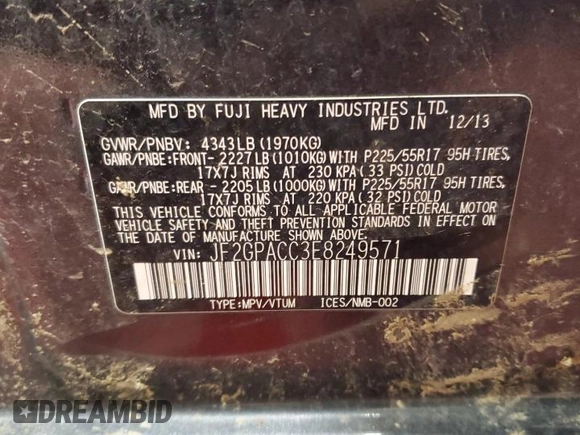 MFD BY FUJI HEAVY INDUSTRIES LTD.
MFD IN 12/13
GVWR/PNBV: 4343LB(1970KG)
GAWR/PNBE:FRONT-2227LB(1010KG)WITH P225/55R17 95H TIRES,
17X7J RIMS AT 230 KPA(33 PSI)COLD
GAWR/PNBE:REAR -2205LB(1000KG)WITH P225/55R17 95H TIRES,
17X7J RIMS AT 220 KPA(32 PSI)COLD
THIS VEHICLE CONFORMS TO ALL APPLICABLE FEDERAL MOTOR
VEHICLE SAFETY AND THEFT PREVENTION STANDARDS IN EFFECT ON
THE DATE OF MANUFACTURE SHOWN ABOVE.
VIN: JF2GPACC3E8249571
TYPE:MPV/VTUM ICES/NMB-002
DREAMBID